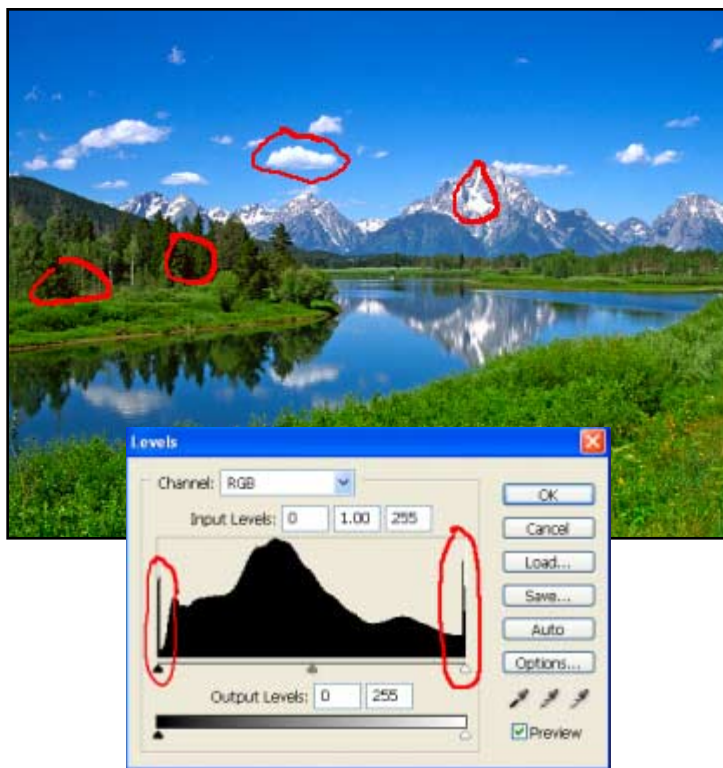 Levels
Channel: RGB
Input Levels: 0 1.00 255
Output Levels: 0 255
OK
Cancel
Load...
Save...
Auto
Options...
Preview